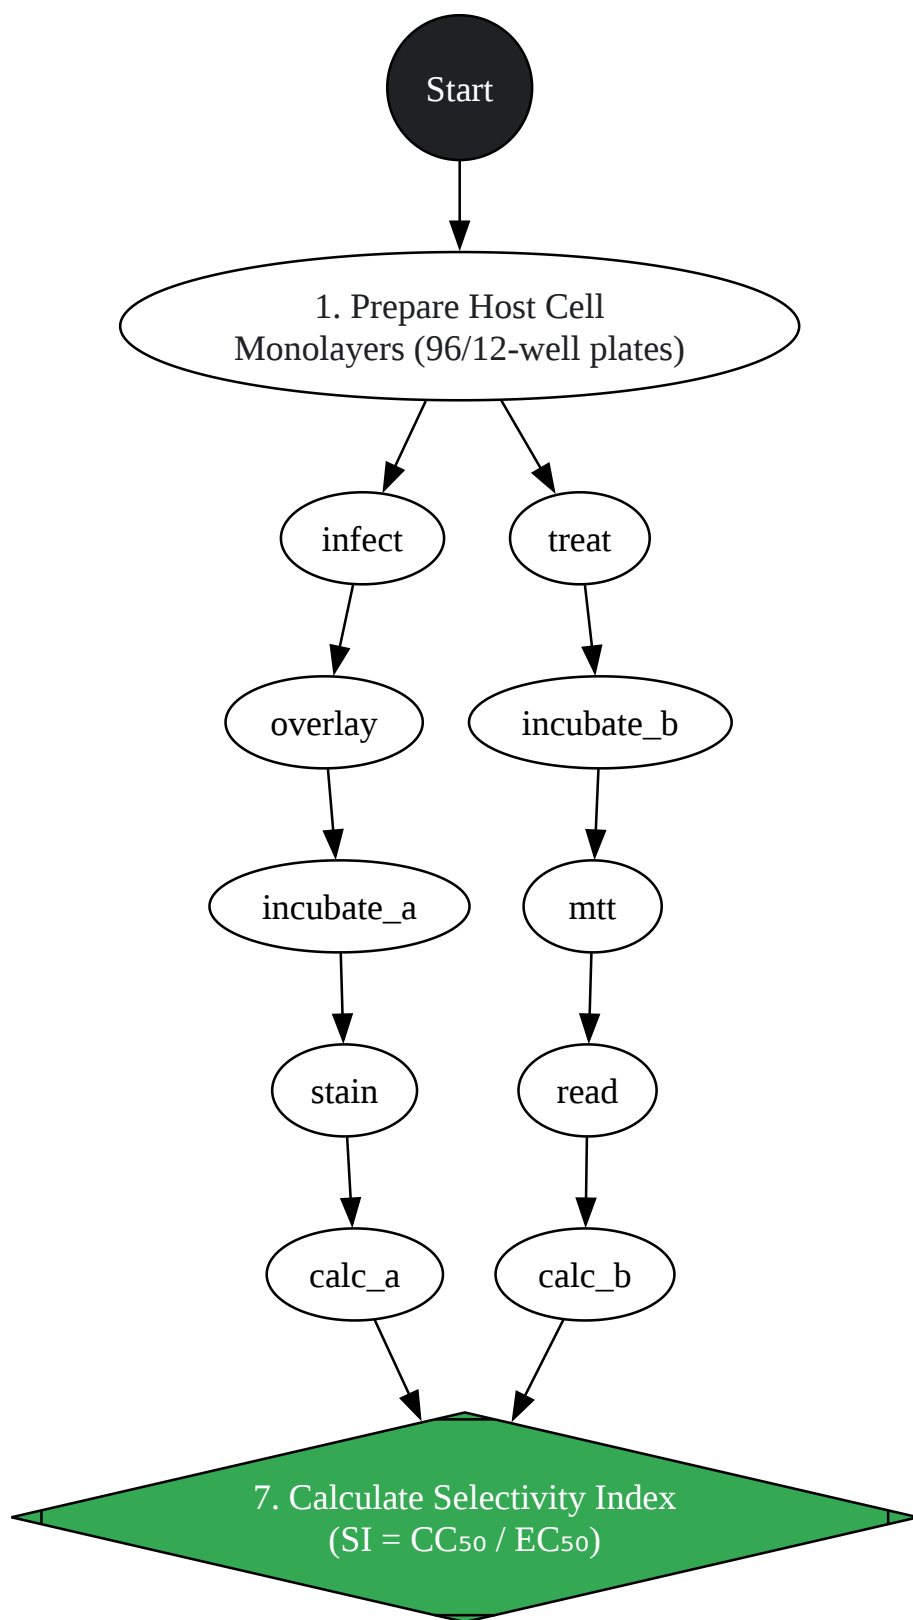 Start
1. Prepare Host Cell
Monolayers (96/12-well plates)
infect
treat
overlay
incubate_b
incubate_a
mtt
stain
read
calc_a
calc_b
7. Calculate Selectivity Index
(SI = CC₅₀ / EC₅₀)